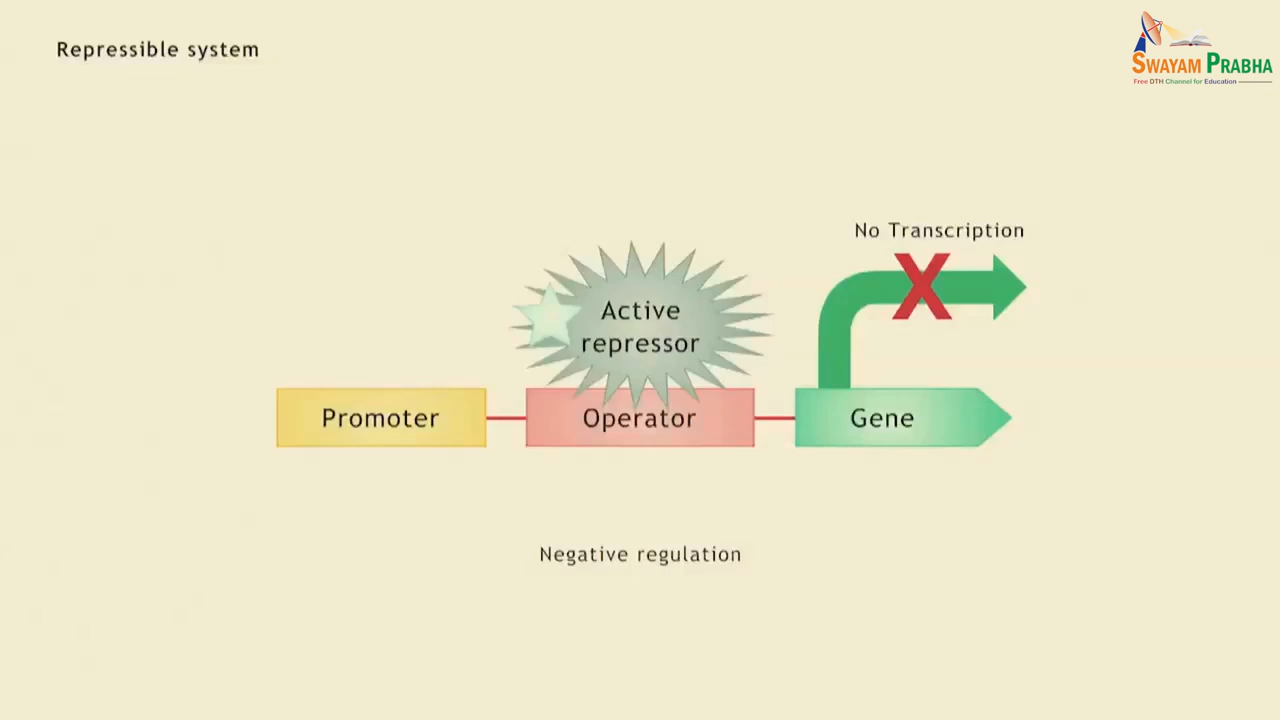 Repressible system
SWAYAM PRABHA
Free DTH Channel for Education
No Transcription
X
Active
repressor
Promoter
Operator
Gene
Negative regulation